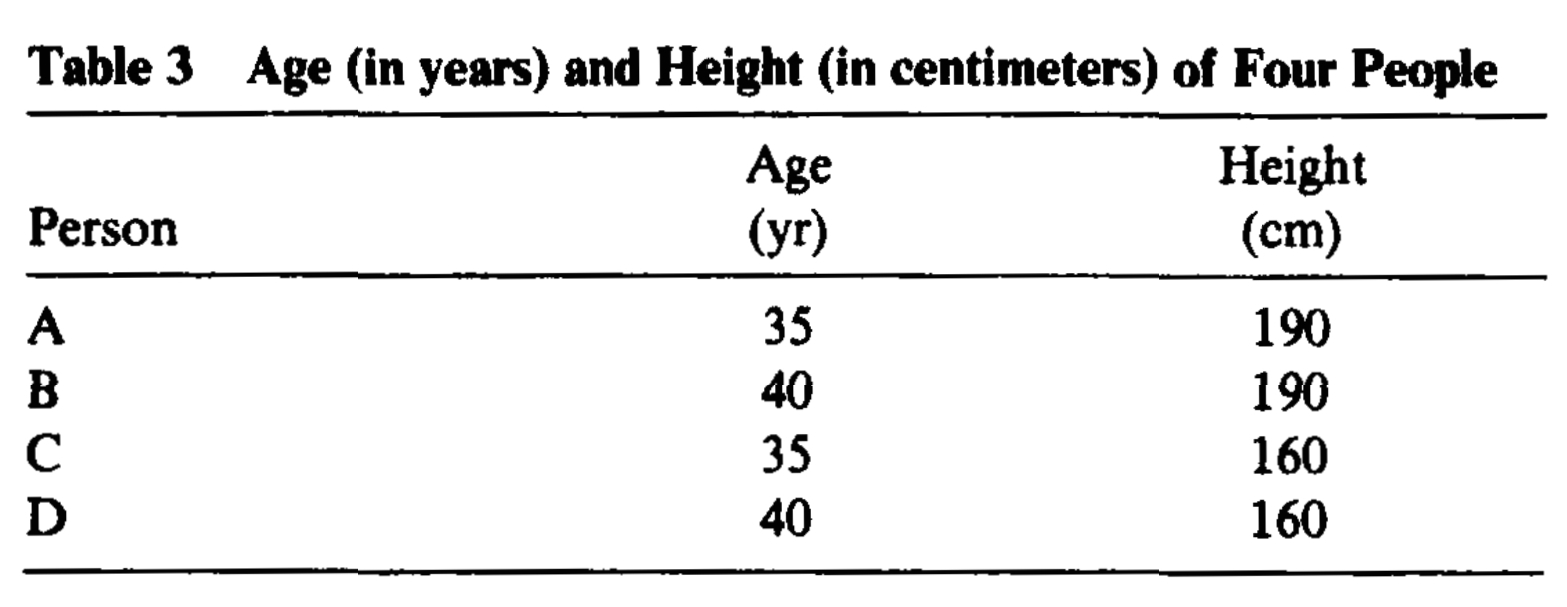 Table 3 Age (in years) and Height (in centimeters) of Four People
Age Height
Person (yr) (cm)
A 35 190
B 40 190
C 35 160
D 40 160